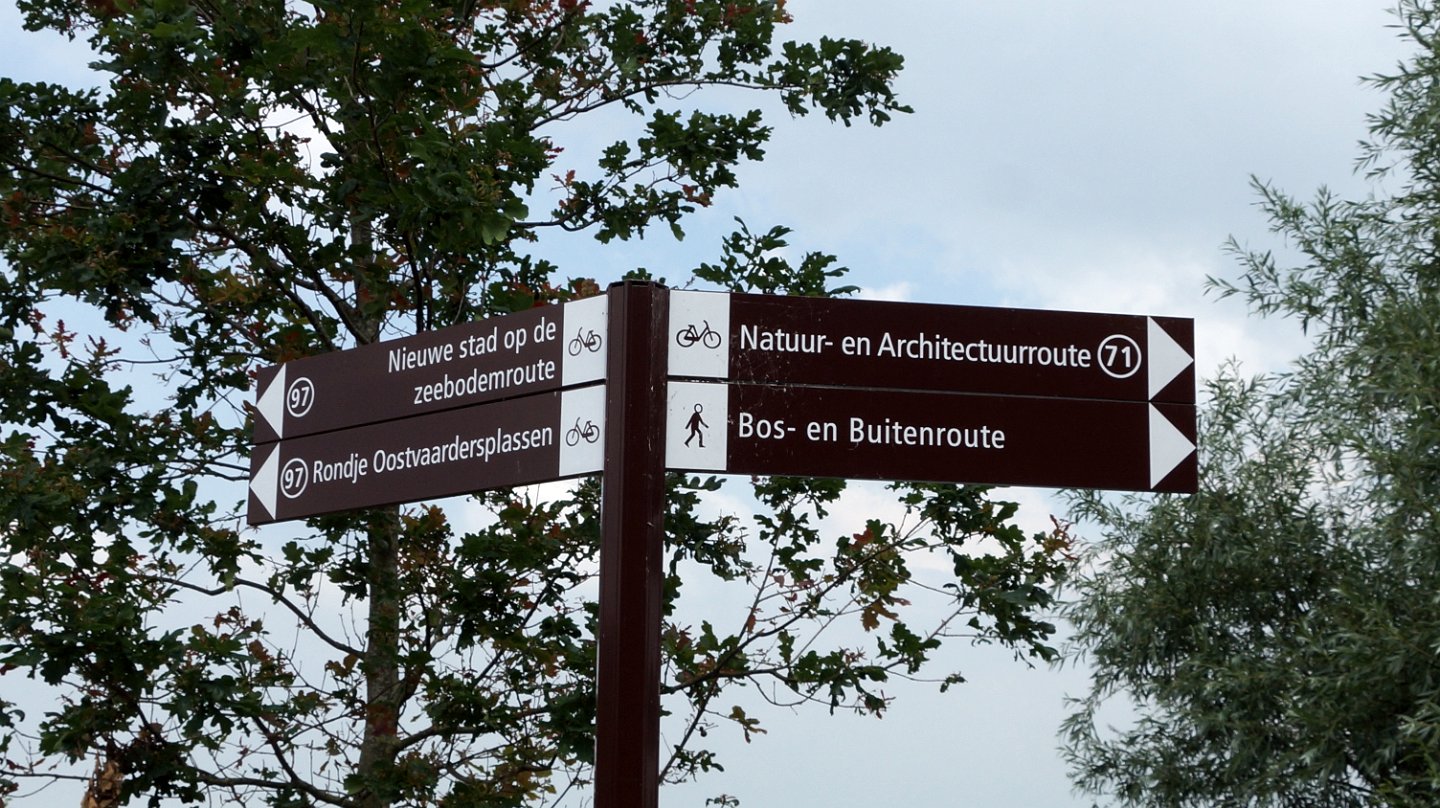 Nieuwe stad op de
97 zeebodemroute
97 Rondje Oostvaardersplassen
Natuur- en Architectuurroute 71
Bos- en Buitenroute